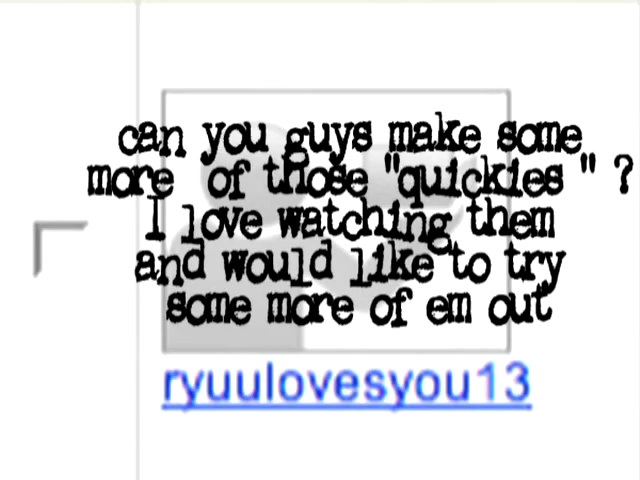 can you guys make some
more of those "quickies " ?
I love watching them
and would like to try
some more of em out
ryuulovesyou13